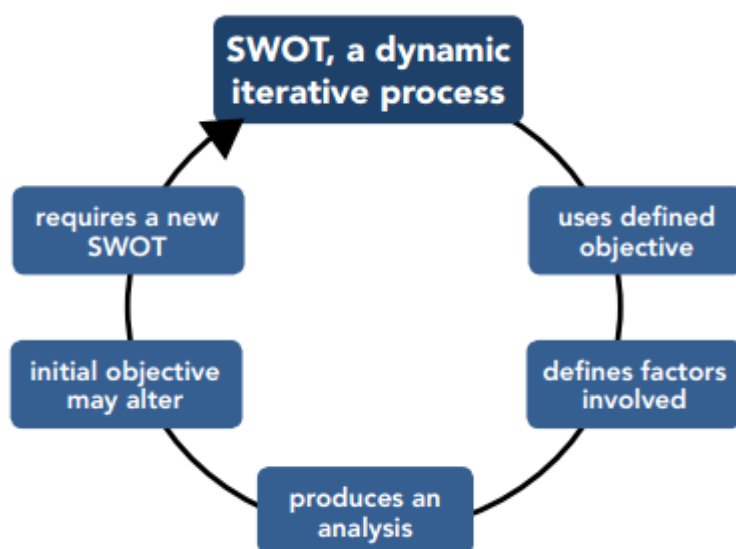 SWOT, a dynamic
iterative process
uses defined
objective
defines factors
involved
produces an
analysis
initial objective
may alter
requires a new
SWOT